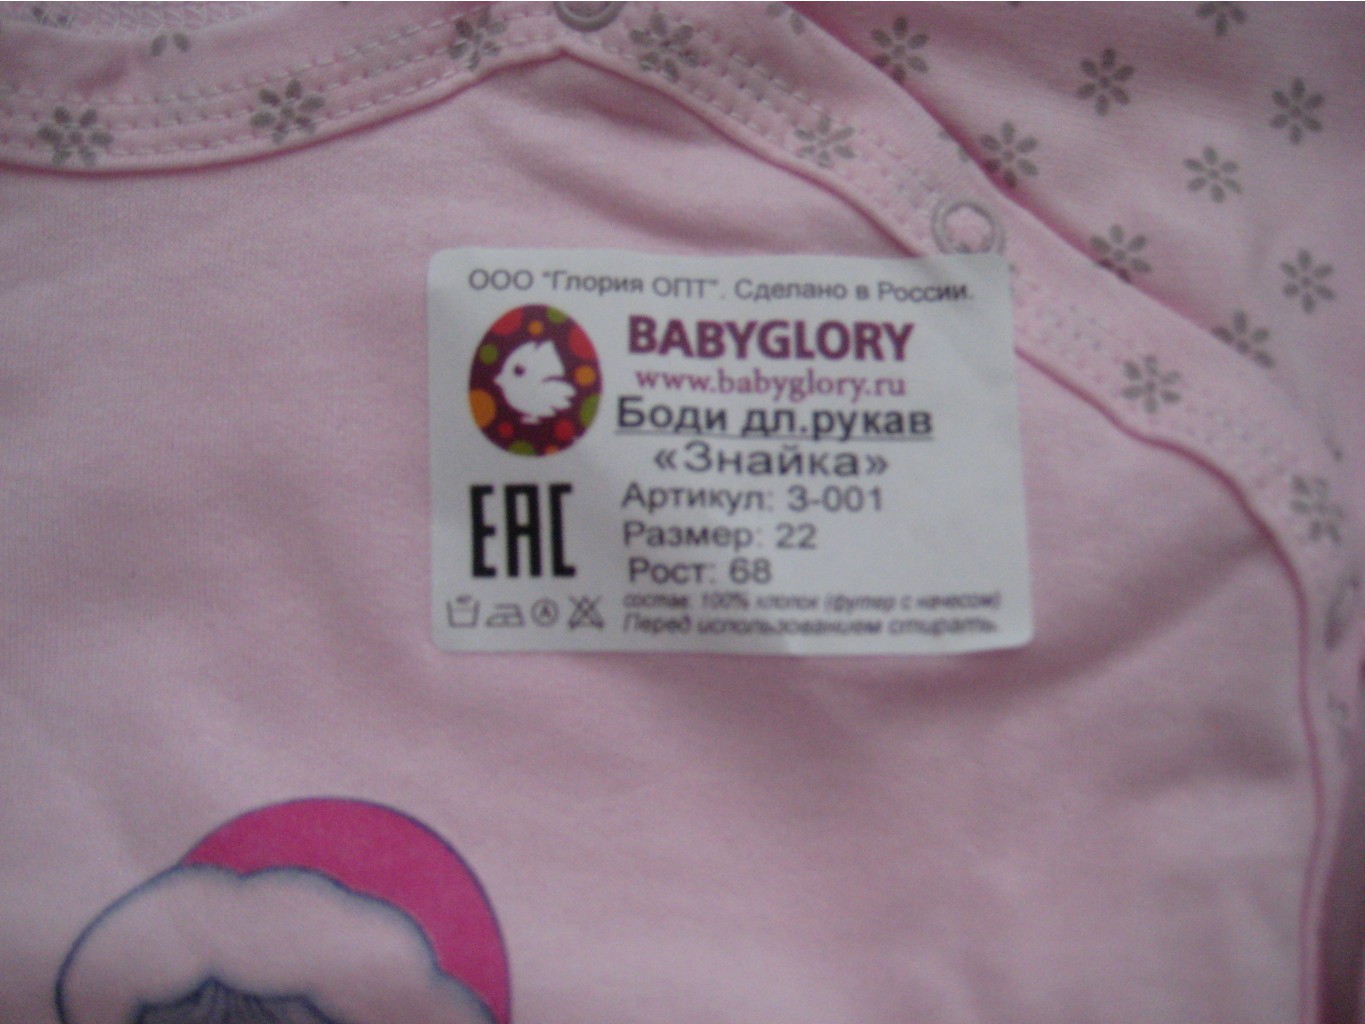 ООО "Глория ОПТ". Сделано в России.
BABYGLORY
www.babyglory.ru
Боди дл.рукав
«Знайка»
Артикул: З-001
Размер: 22
Рост: 68
EAC
состав: 100% хлопок (футер с начесом)
Перед использованием стирать.